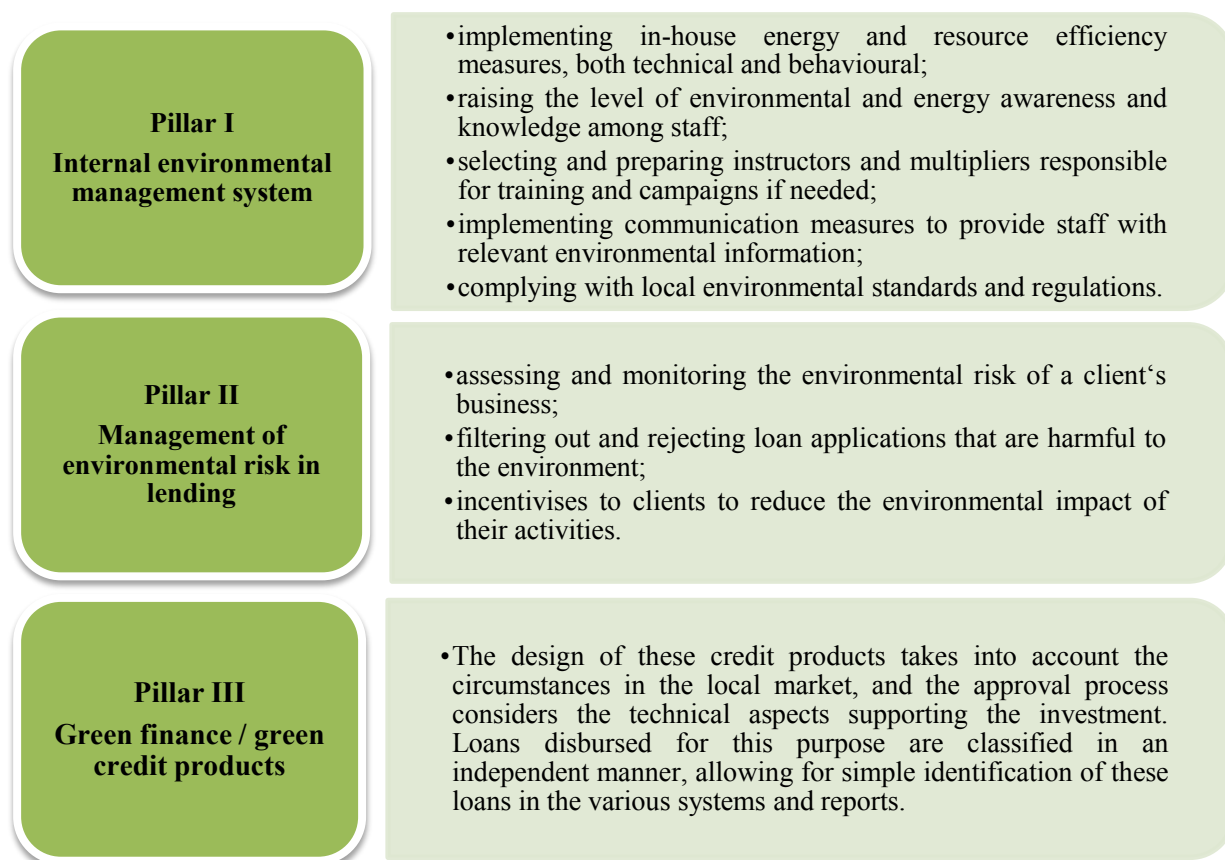 Pillar I
Internal environmental
management system
•implementing in-house energy and resource efficiency
measures, both technical and behavioural;
•raising the level of environmental and energy awareness and
knowledge among staff;
•selecting and preparing instructors and multipliers responsible
for training and campaigns if needed;
•implementing communication measures to provide staff with
relevant environmental information;
•complying with local environmental standards and regulations.
Pillar II
Management of
environmental risk in
lending
•assessing and monitoring the environmental risk of a client‘s
business;
•filtering out and rejecting loan applications that are harmful to
the environment;
•incentivises to clients to reduce the environmental impact of
their activities.
Pillar III
Green finance / green
credit products
•The design of these credit products takes into account the
circumstances in the local market, and the approval process
considers the technical aspects supporting the investment.
Loans disbursed for this purpose are classified in an
independent manner, allowing for simple identification of these
loans in the various systems and reports.